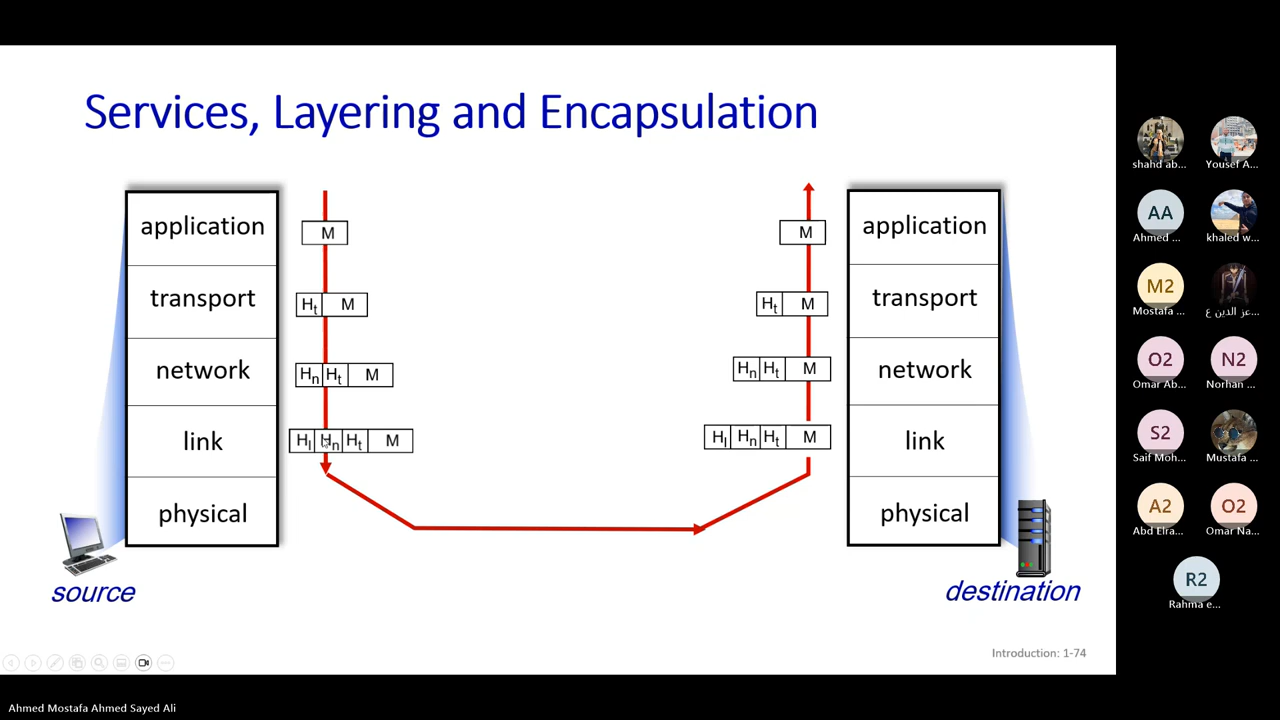 Services, Layering and Encapsulation
application
transport
network
link
physical
source
M
Ht M
Hn Ht M
Hl Hn Ht M
M
Ht M
Hn Ht M
Hl Hn Ht M
application
transport
network
link
physical
destination
Introduction: 1-74
shahd ab...
Yousef A...
AA
Ahmed ...
khaled w...
M2
Mostafa ...
عز الدين ع...
O2
Omar Ab...
N2
Norhan ...
S2
Saif Moh...
Mustafa ...
A2
Abd Elra...
O2
Omar Na...
R2
Rahma e...
Ahmed Mostafa Ahmed Sayed Ali